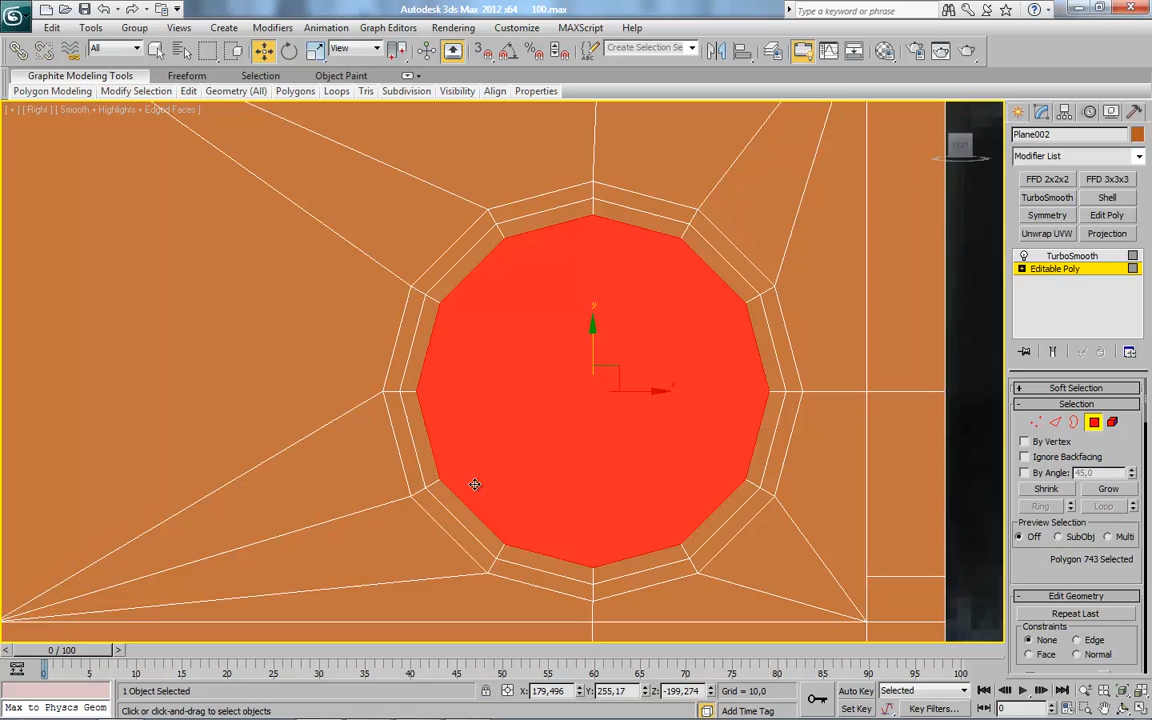 Autodesk 3ds Max 2012 x64 100.max
Type a keyword or phrase
Edit Tools Group Views Create Modifiers Animation Graph Editors Rendering Customize MAXScript Help
All View Create Selection Se
Graphite Modeling Tools Freeform Selection Object Paint
Polygon Modeling Modify Selection Edit Geometry (All) Polygons Loops Tris Subdivision Visibility Align Properties
[ + ] [ Right ] [ Smooth + Highlights + Edged Faces ]
Plane002
Modifier List
FFD 2x2x2 FFD 3x3x3
TurboSmooth Shell
Symmetry Edit Poly
Unwrap UVW Projection
TurboSmooth
Editable Poly
y
x
Soft Selection
Selection
By Vertex
Ignore Backfacing
By Angle: 45,0
Shrink Grow
Ring Loop
Preview Selection
Off SubObj Multi
Polygon 743 Selected
Edit Geometry
Repeat Last
Constraints
None Edge
Face Normal
0 / 100
0 5 10 15 20 25 30 35 40 45 50 55 60 65 70 75 80 85 90 95 100
1 Object Selected X: 179,496 Y: 255,17 Z: -199,274 Grid = 10,0 Auto Key Selected
Max to Physcs Geom Click or click-and-drag to select objects Add Time Tag Set Key Key Filters... 0